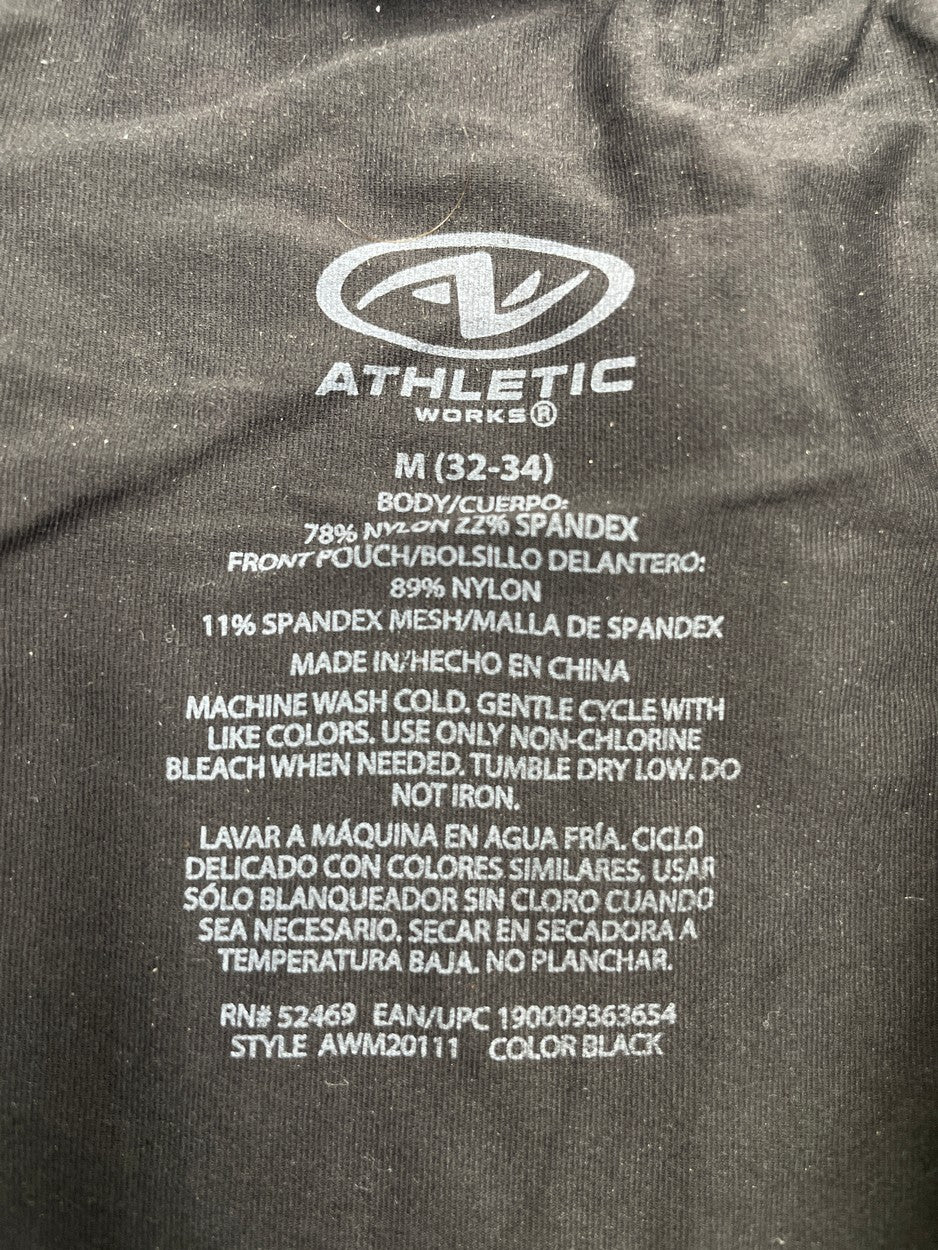 ATHLETIC
WORKS®
M (32-34)
BODY/CUERPO:
78% NYLON 22% SPANDEX
FRONT POUCH/BOLSILLO DELANTERO:
89% NYLON
11% SPANDEX MESH/MALLA DE SPANDEX
MADE IN/HECHO EN CHINA
MACHINE WASH COLD. GENTLE CYCLE WITH
LIKE COLORS. USE ONLY NON-CHLORINE
BLEACH WHEN NEEDED. TUMBLE DRY LOW. DO
NOT IRON.
LAVAR A MÁQUINA EN AGUA FRÍA. CICLO
DELICADO CON COLORES SIMILARES. USAR
SÓLO BLANQUEADOR SIN CLORO CUANDO
SEA NECESARIO. SECAR EN SECADORA A
TEMPERATURA BAJA. NO PLANCHAR.
RN# 52469 EAN/UPC 190009363654
STYLE AWM20111 COLOR BLACK